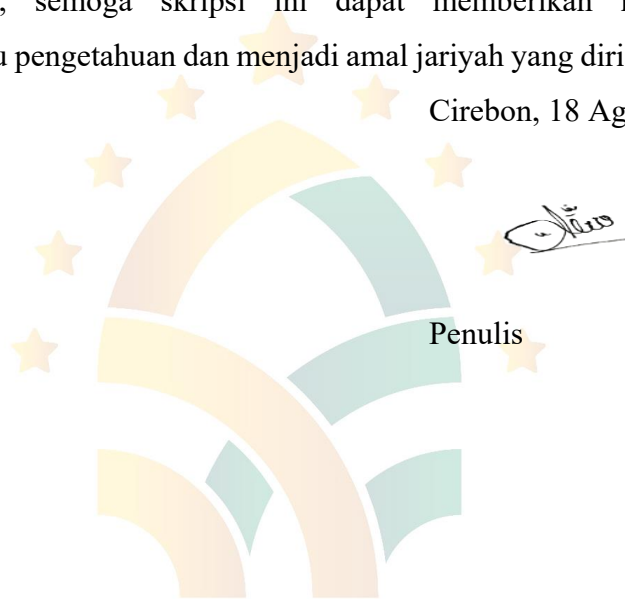 semoga skripsi ini dapat memberikan
pengetahuan dan menjadi amal jariyah yang diri
Cirebon, 18 Ag
Penulis